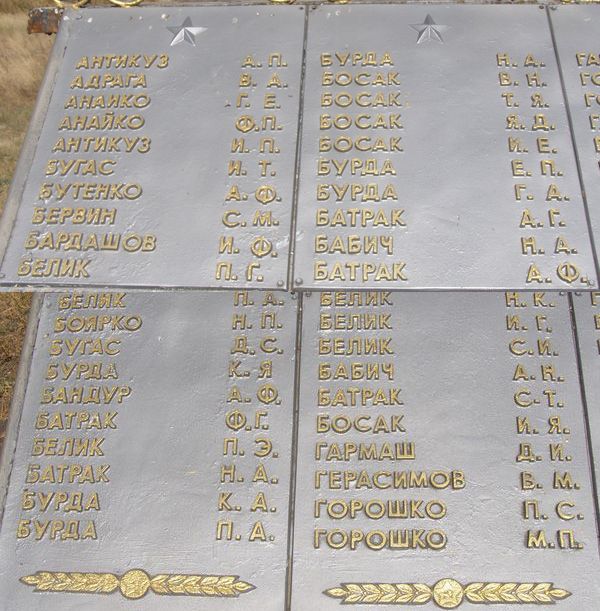 АНТИКУЗ А.П.
АДРАГА В.А.
АНАЙКО Г.Е.
АНАЙКО Ф.П.
АНТИКУЗ И.П.
БУГАС И.Т.
БУТЕНКО А.Ф.
БЕРВИН С.М.
БАРДАШОВ И.Ф.
БЕЛИК П.Г.
БЕЛИК П.А.
БОЯРКО Н.П.
БУГАС Д.С.
БУРДА К.Я
БАНДУР А.Ф.
БАТРАК Ф.Г.
БЕЛИК П.Э.
БАТРАК Н.А.
БУРДА К.А.
БУРДА П.А.
БУРДА Н.А.
БОСАК В.Н.
БОСАК Т.Я.
БОСАК Я.Д.
БОСАК И.Е.
БУРДА Е.П.
БУРДА Г.А.
БАТРАК А.Г.
БАБИЧ Н.А.
БАТРАК А.Ф.
БЕЛИК Н.К.
БЕЛИК И.Г.
БЕЛИК С.И.
БАБИЧ А.Н.
БАТРАК С.Т.
БОСАК И.Я.
ГАРМАШ Д.И.
ГЕРАСИМОВ В.М.
ГОРОШКО П.С.
ГОРОШКО М.П.